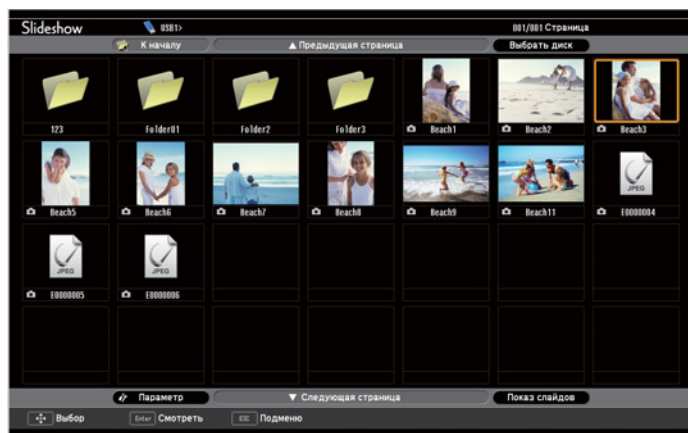 Slideshow USB1> 001/001 Страница
К началу ▲ Предыдущая страница Выбрать диск
123 Folder01 Folder2 Folder3 Beach1 Beach2 Beach3
Beach5 Beach6 Beach7 Beach8 Beach9 Beach11 E0000004
JPEG
JPEG JPEG
E0000005 E0000006
Параметр ▼ Следующая страница Показ слайдов
Выбор Enter Смотреть ESC Подменю